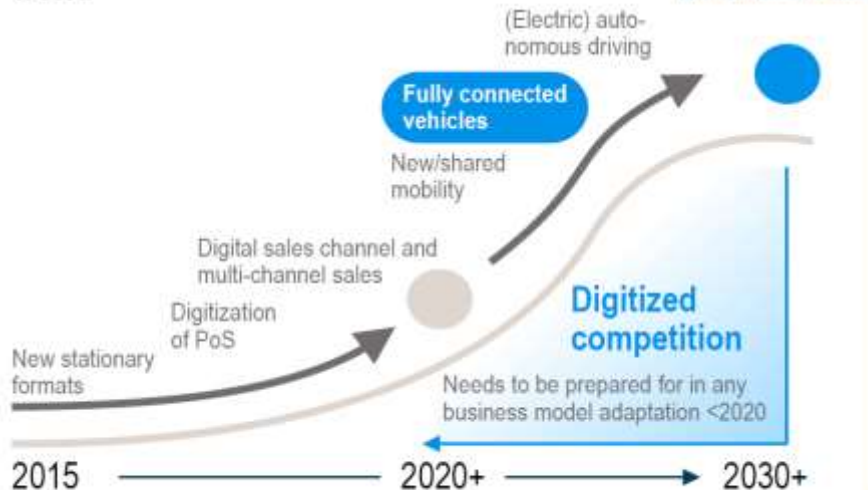 (Electric) auto-
nomous driving
Fully connected
vehicles
New/shared
mobility
Digital sales channel and
multi-channel sales
Digitization
of PoS
New stationary
formats
Digitized
competition
Needs to be prepared for in any
business model adaptation <2020
2015
2020+
2030+